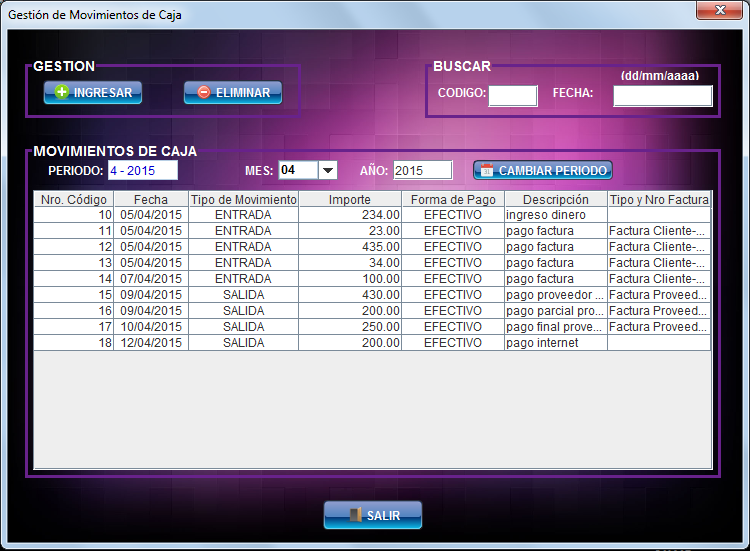 Gestión de Movimientos de Caja
GESTION
INGRESAR ELIMINAR
BUSCAR
(dd/mm/aaaa)
CODIGO: FECHA:
MOVIMIENTOS DE CAJA
PERIODO: 4 - 2015 MES: 04 AÑO: 2015 CAMBIAR PERIODO
Nro. Código Fecha Tipo de Movimiento Importe Forma de Pago Descripción Tipo y Nro Factura
10 05/04/2015 ENTRADA 234.00 EFECTIVO ingreso dinero
11 05/04/2015 ENTRADA 23.00 EFECTIVO pago factura Factura Cliente-...
12 05/04/2015 ENTRADA 435.00 EFECTIVO pago factura Factura Cliente-...
13 05/04/2015 ENTRADA 34.00 EFECTIVO pago factura Factura Cliente-...
14 07/04/2015 ENTRADA 100.00 EFECTIVO pago factura Factura Cliente-...
15 09/04/2015 SALIDA 430.00 EFECTIVO pago proveedor ... Factura Proveed...
16 09/04/2015 SALIDA 200.00 EFECTIVO pago parcial pro... Factura Proveed...
17 10/04/2015 SALIDA 250.00 EFECTIVO pago final prove... Factura Proveed...
18 12/04/2015 SALIDA 200.00 EFECTIVO pago internet
SALIR